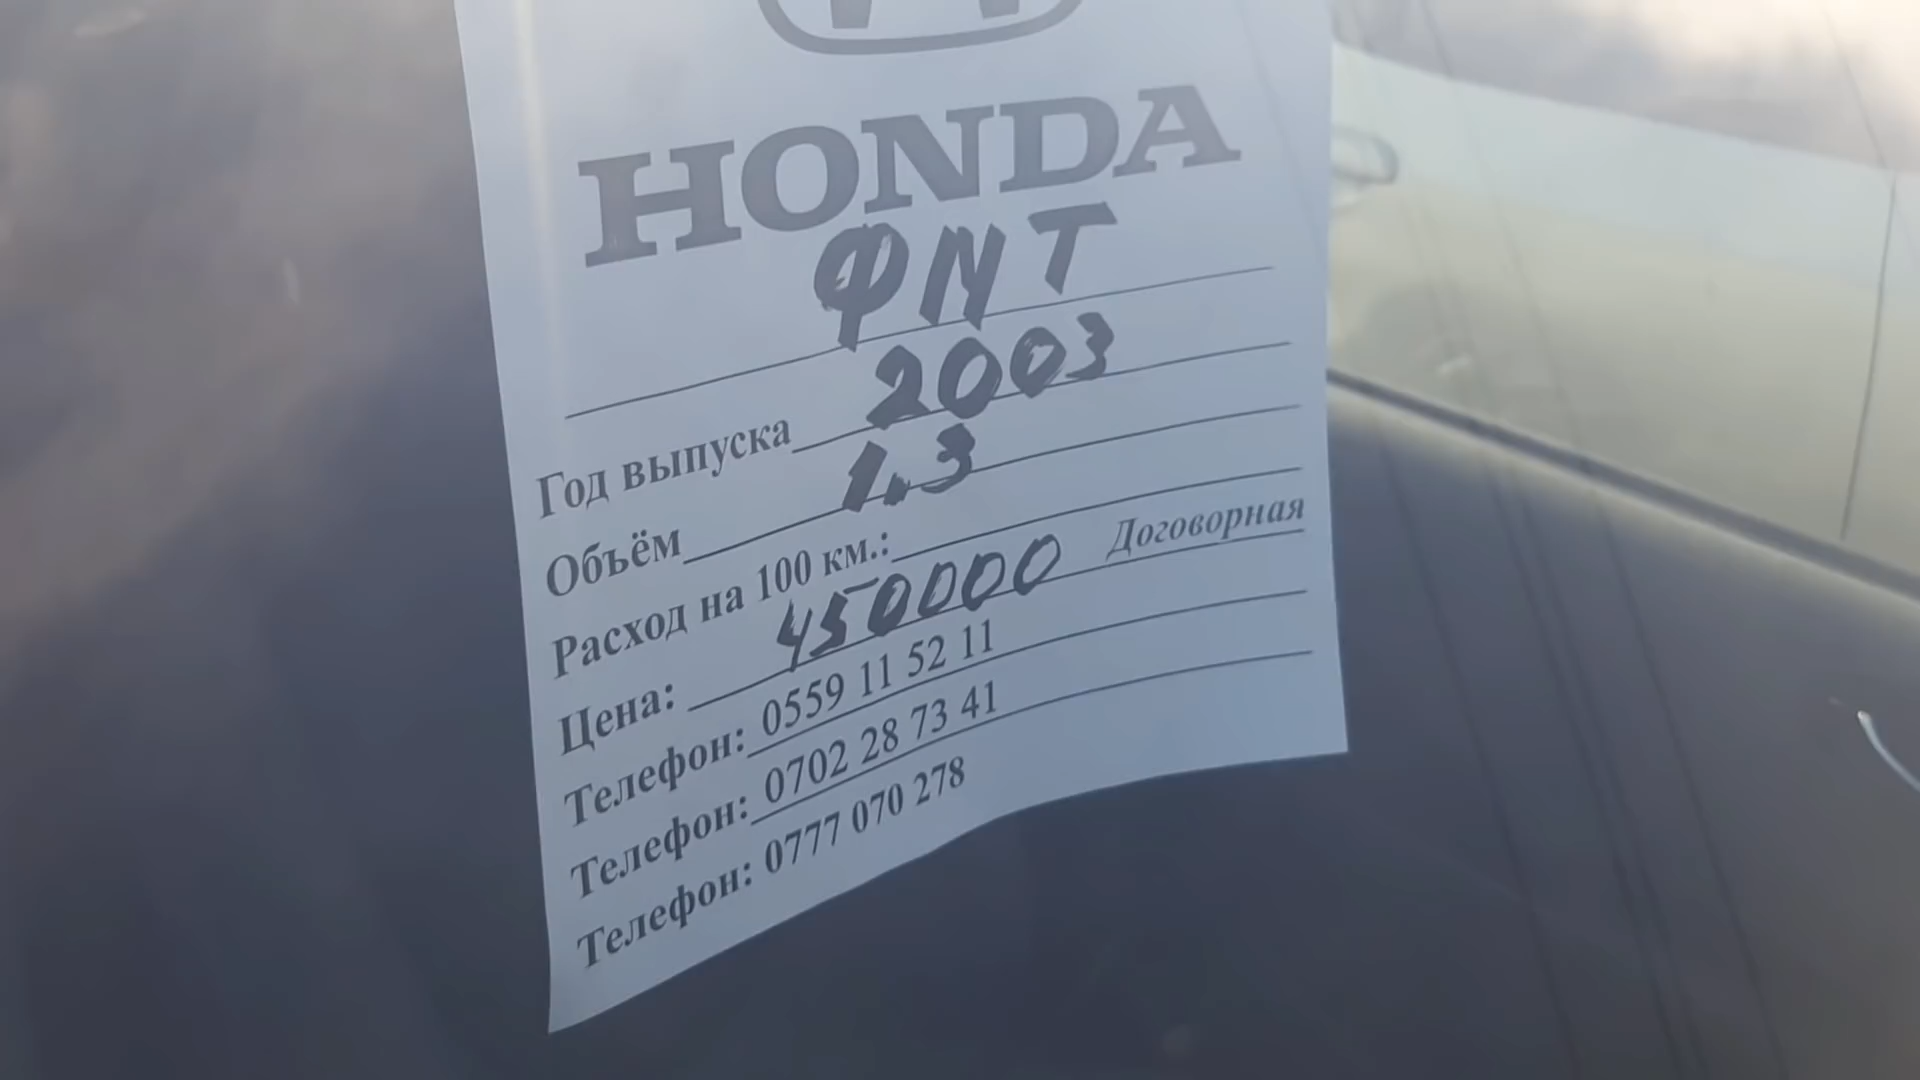 HONDA
ФИТ
Год выпуска 2003
Объём 1.3
Расход на 100 км.:
Цена: 450000 Договорная
Телефон: 0559 11 52 11
Телефон: 0702 28 73 41
Телефон: 0777 070 278